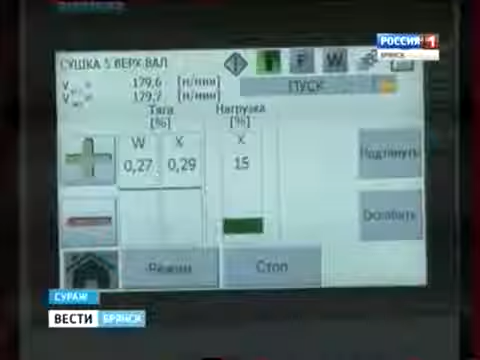 СУШКА 5 ВЕРХ.ВАЛ
F W
РОССИЯ 1
БРЯНСК
V 179,6 [м/мин]
V 179,7 [м/мин]
ПУСК
Тяга Нагрузка
[%] [%]
W X X
0,27 0,29 15
Подтянуть
Ослабить
Режим Стоп
СУРАЖ
ВЕСТИ БРЯНСК